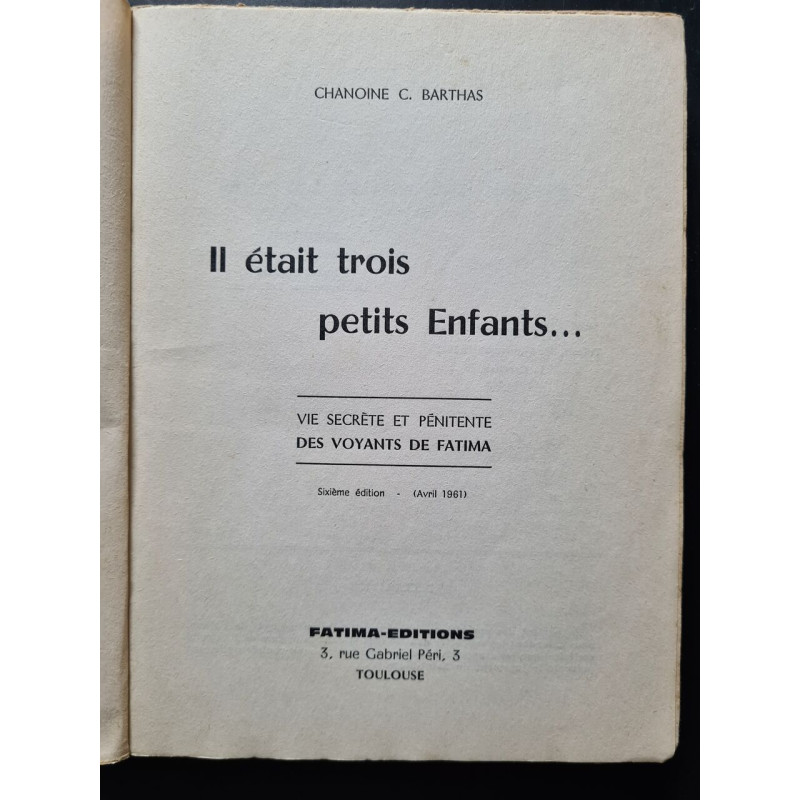 CHANOINE C. BARTHAS
Il était trois
petits Enfants...
VIE SECRÈTE ET PÉNITENTE
DES VOYANTS DE FATIMA
Sixième édition - (Avril 1961)
FATIMA-EDITIONS
3, rue Gabriel Péri, 3
TOULOUSE